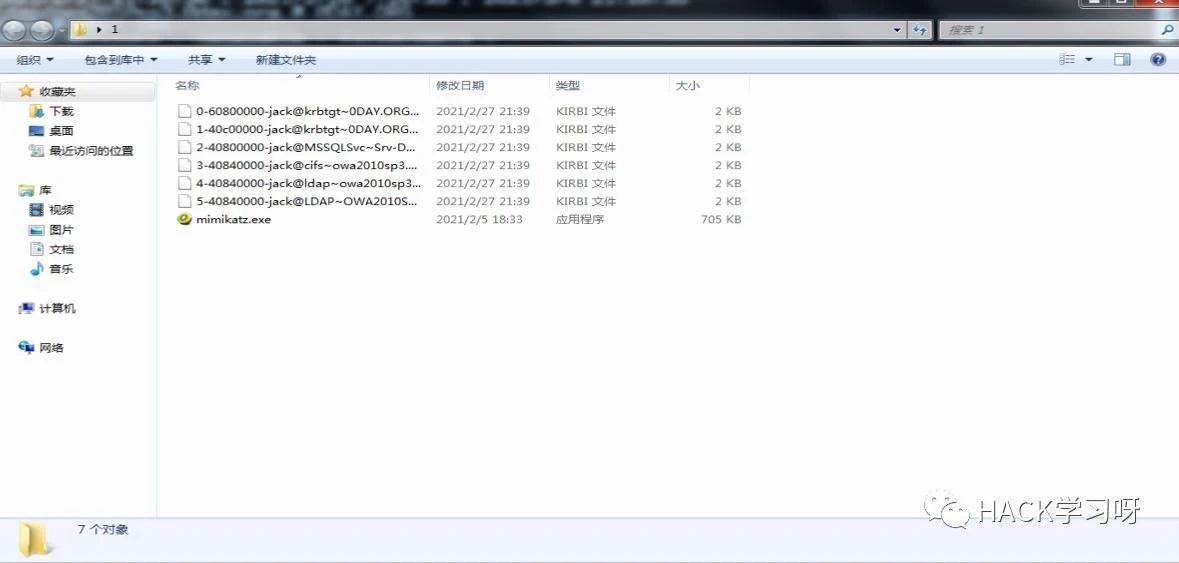 1
搜索 1
组织 包含到库中 共享 新建文件夹
名称 修改日期 类型 大小
收藏夹
下载
桌面
最近访问的位置
库
视频
图片
文档
音乐
计算机
网络
0-60800000-jack@krbtgt~0DAY.ORG... 2021/2/27 21:39 KIRBI 文件 2 KB
1-40c00000-jack@krbtgt~0DAY.ORG... 2021/2/27 21:39 KIRBI 文件 2 KB
2-40800000-jack@MSSQLSvc~Srv-D... 2021/2/27 21:39 KIRBI 文件 2 KB
3-40840000-jack@cifs~owa2010sp3.... 2021/2/27 21:39 KIRBI 文件 2 KB
4-40840000-jack@ldap~owa2010sp3... 2021/2/27 21:39 KIRBI 文件 2 KB
5-40840000-jack@LDAP~OWA2010S... 2021/2/27 21:39 KIRBI 文件 2 KB
mimikatz.exe 2021/2/5 18:33 应用程序 705 KB
7 个对象
HACK学习呀